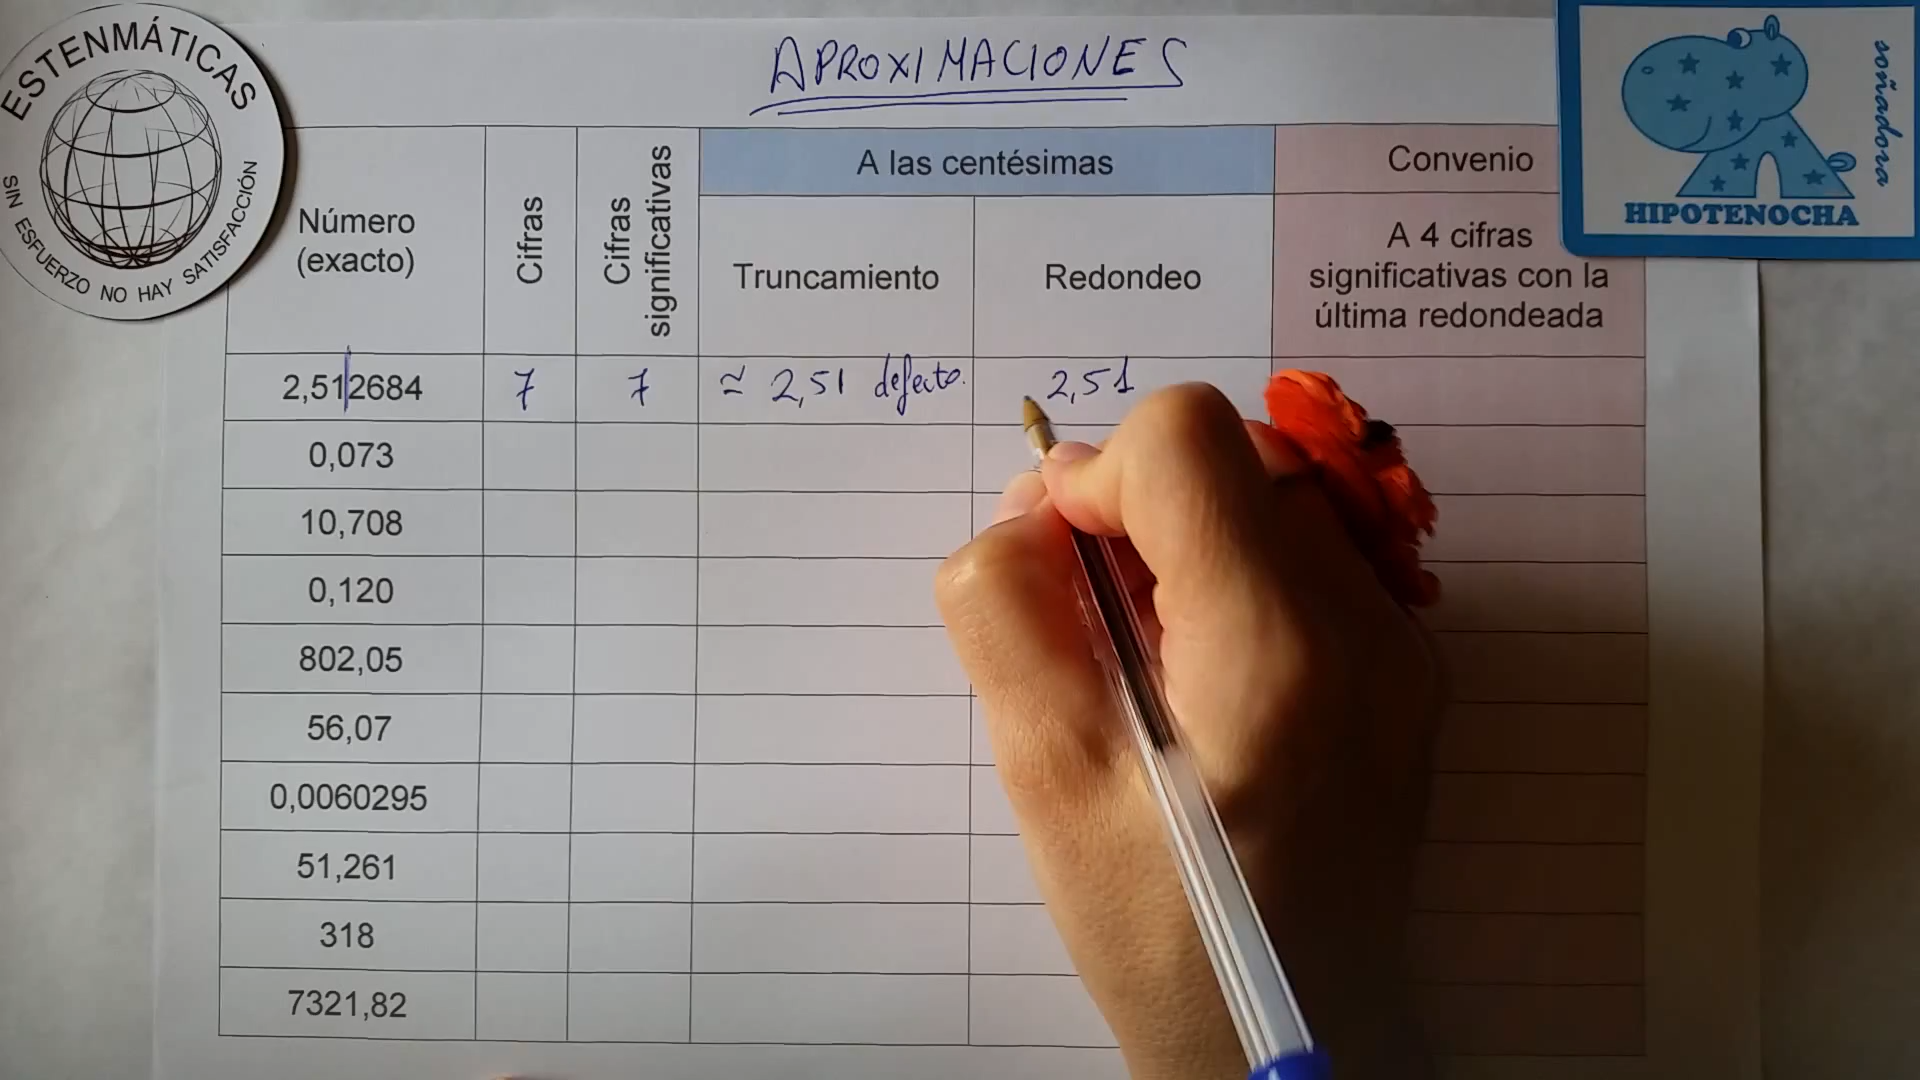 APROXIMACIONES
ESTENMÁTICAS
SIN ESFUERZO NO HAY SATISFACCIÓN
soñadora
HIPOTENOCHA
Número
(exacto)
Cifras
Cifras
significativas
A las centésimas
Convenio
Truncamiento
Redondeo
A 4 cifras
significativas con la
última redondeada
2,512684 7 7 ≃ 2,51 defecto. 2,51
0,073
10,708
0,120
802,05
56,07
0,0060295
51,261
318
7321,82